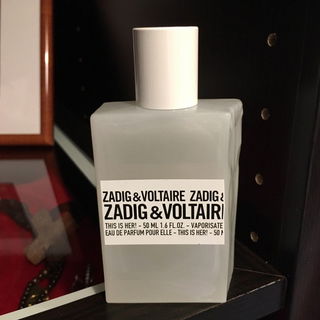 ZADIG & VOLTAIRE ZADIG &
ZADIG & VOLTAIR
THIS IS HER! – 50 ML 1.6 FL.OZ. – VAPORISATE
EAU DE PARFUM POUR ELLE – THIS IS HER! – 50 M